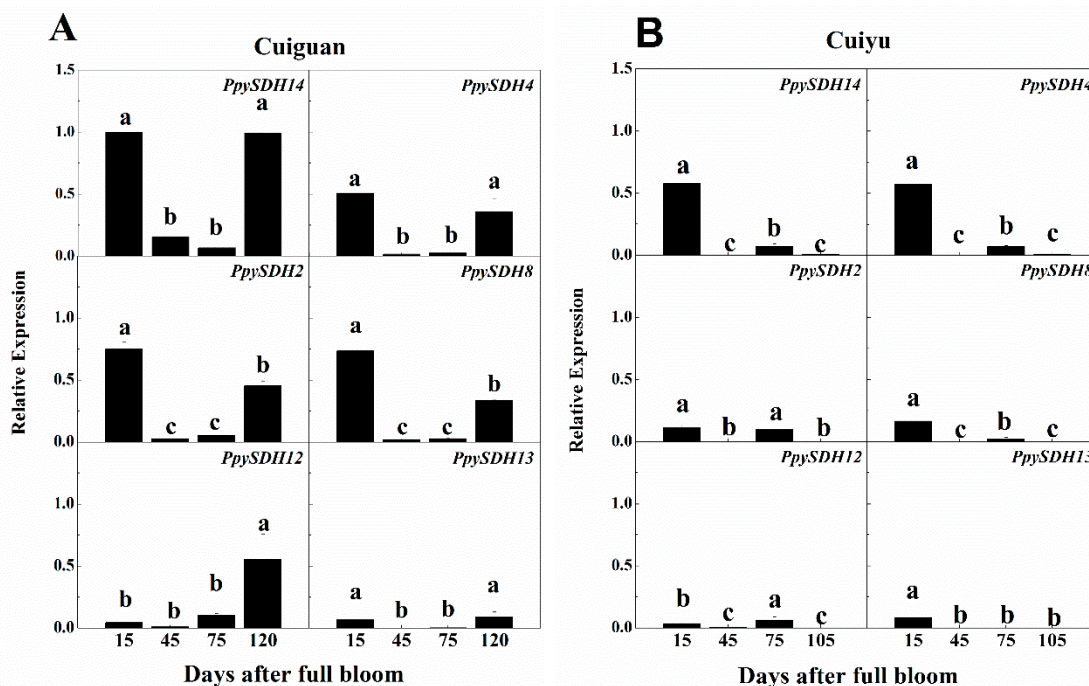 A
Cuiguan
Relative Expression
1.5
1.0
0.5
0.0
PpySDH14
a
b
b
a
PpySDH4
a
b
b
a
1.0
0.5
0.0
PpySDH2
a
c
c
b
PpySDH8
a
c
c
b
1.0
0.5
0.0
PpySDH12
b
b
b
a
PpySDH13
a
b
b
a
15 45 75 120 15 45 75 120
Days after full bloom
B
Cuiyu
Relative Expression
1.5
1.0
0.5
0.0
PpySDH14
a
c
b
c
PpySDH4
a
c
b
c
1.0
0.5
0.0
PpySDH2
a
b
a
b
PpySDH8
a
c
b
c
1.0
0.5
0.0
PpySDH12
b
c
a
c
PpySDH13
a
b
b
b
15 45 75 105 15 45 75 105
Days after full bloom